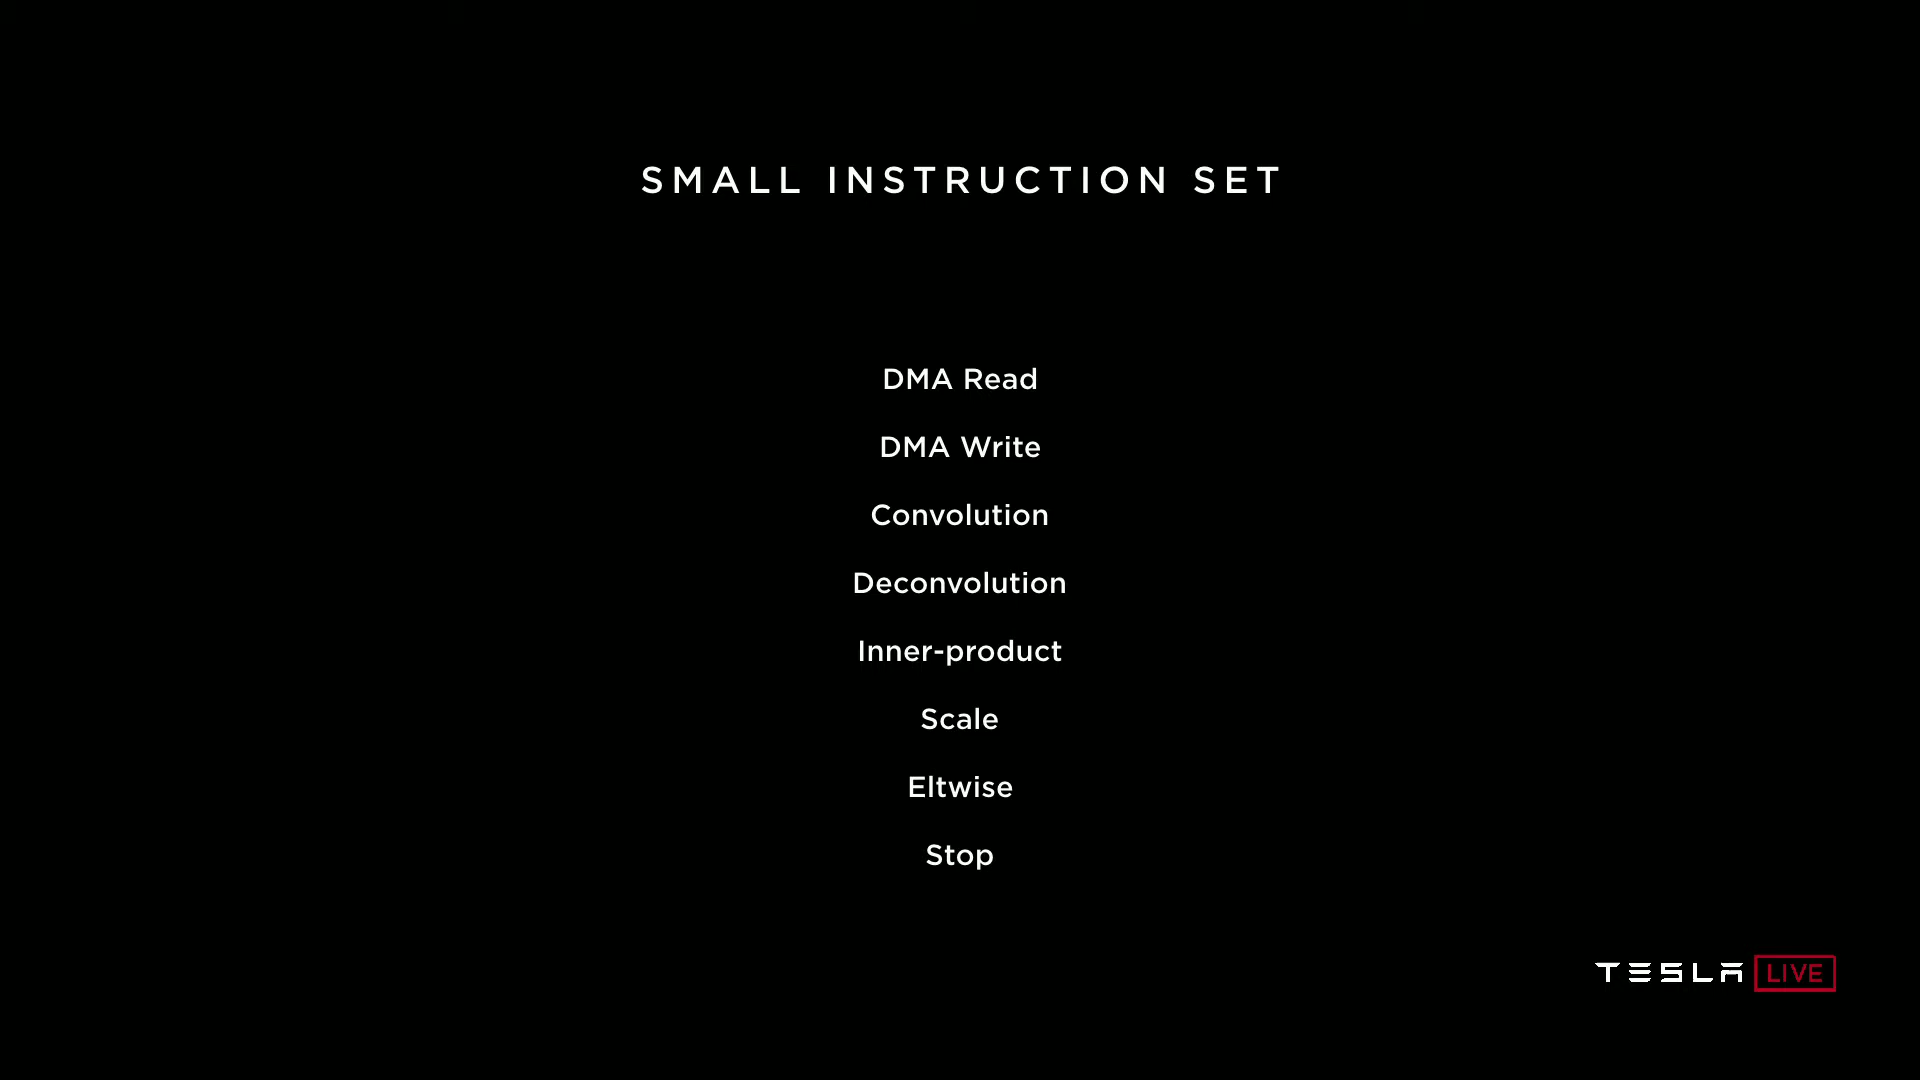 SMALL INSTRUCTION SET
DMA Read
DMA Write
Convolution
Deconvolution
Inner-product
Scale
Eltwise
Stop
TESLA LIVE